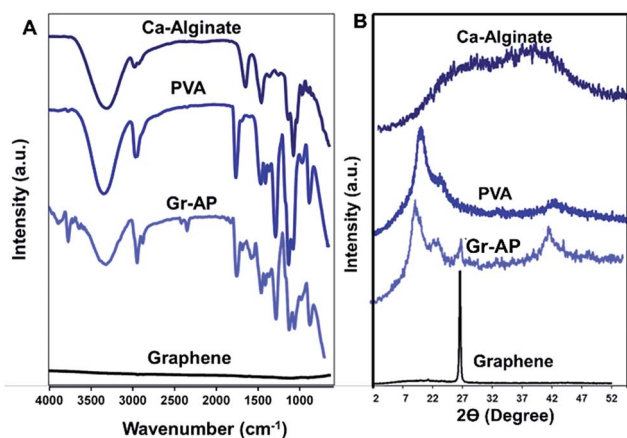 A
Ca-Alginate
PVA
Gr-AP
Graphene
Intensity (a.u.)
4000 3500 3000 2500 2000 1500 1000
Wavenumber (cm-1)
B
Ca-Alginate
PVA
Gr-AP
Graphene
Intensity (a.u.)
2 7 12 17 22 27 32 37 42 47 52
2Ɵ (Degree)